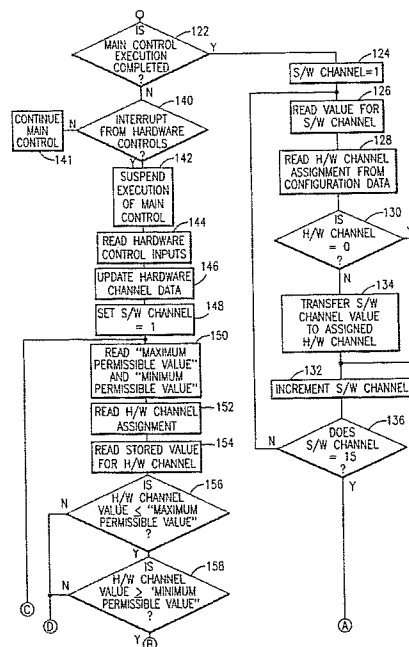 IS
MAIN CONTROL
EXECUTION
COMPLETED
?
122
Y
N
124
S/W CHANNEL=1
126
READ VALUE FOR
S/W CHANNEL
128
READ H/W CHANNEL
ASSIGNMENT FROM
CONFIGURATION DATA
130
IS
H/W CHANNEL
= 0
?
Y
N
134
TRANSFER S/W
CHANNEL VALUE
TO ASSIGNED
H/W CHANNEL
132
INCREMENT S/W CHANNEL
136
DOES
S/W CHANNEL
= 15
?
N
Y
A
140
INTERRUPT
FROM HARDWARE
CONTROLS
?
N
Y
CONTINUE
MAIN
CONTROL
141
142
SUSPEND
EXECUTION
OF MAIN
CONTROL
144
READ HARDWARE
CONTROL INPUTS
146
UPDATE HARDWARE
CHANNEL DATA
148
SET S/W CHANNEL
= 1
150
READ "MAXIMUM
PERMISSIBLE VALUE"
AND "MINIMUM
PERMISSIBLE VALUE"
READ H/W CHANNEL
ASSIGNMENT
152
READ STORED VALUE
FOR H/W CHANNEL
154
IS
H/W CHANNEL
VALUE ≤ "MAXIMUM
PERMISSIBLE VALUE"
?
156
N
Y
IS
H/W CHANNEL
VALUE ≥ "MINIMUM
PERMISSIBLE VALUE"
?
158
N
Y
C
D
B